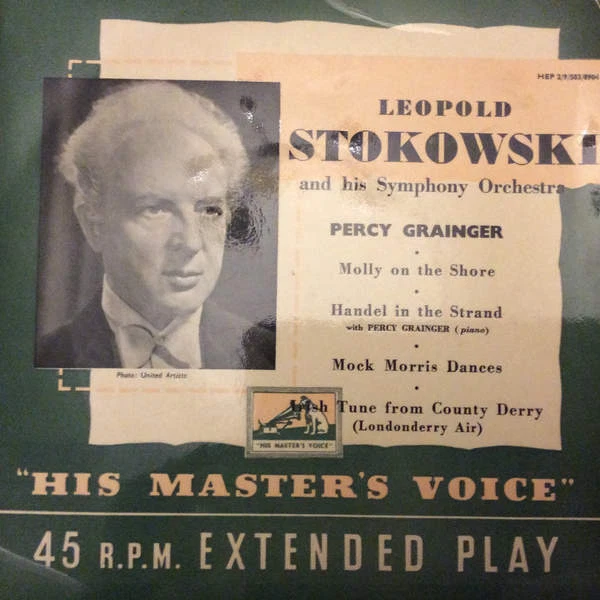 HEP 2/9/503/8904
LEOPOLD
STOKOWSKI
and his Symphony Orchestra
PERCY GRAINGER
Molly on the Shore
Handel in the Strand
with PERCY GRAINGER (piano)
Mock Morris Dances
Irish Tune from County Derry
(Londonderry Air)
Photo: United Artists
"HIS MASTER'S VOICE"
"HIS MASTER'S VOICE"
45 R.P.M. EXTENDED PLAY